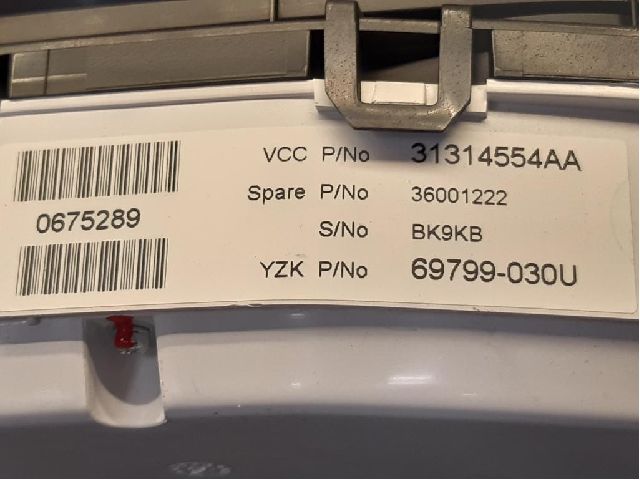 0675289
VCC P/No 31314554AA
Spare P/No 36001222
S/No BK9KB
YZK P/No 69799-030U